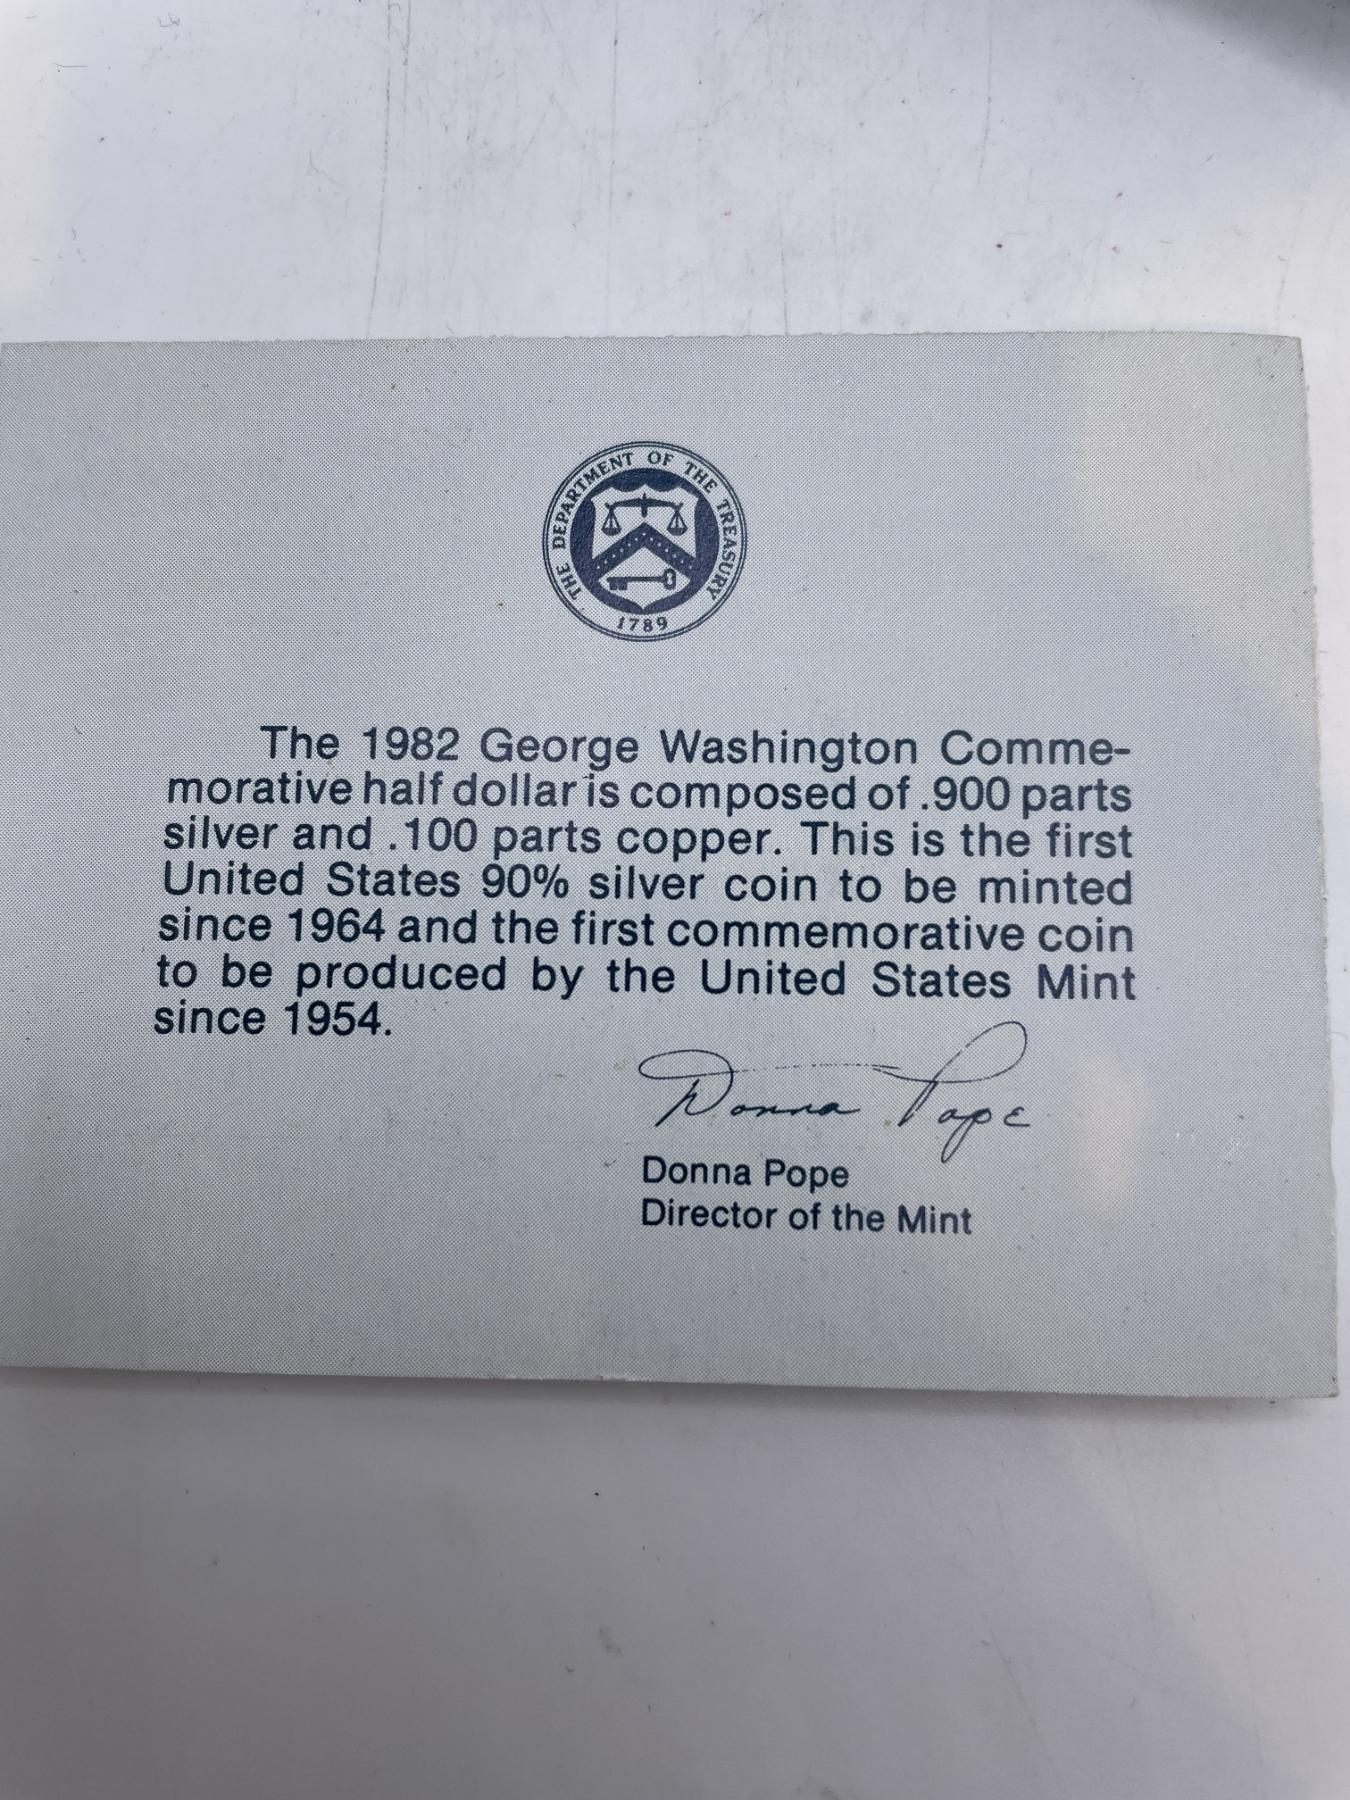 THE DEPARTMENT OF THE TREASURY
1789
The 1982 George Washington Comme-
morative half dollar is composed of .900 parts
silver and .100 parts copper. This is the first
United States 90% silver coin to be minted
since 1964 and the first commemorative coin
to be produced by the United States Mint
since 1954.
Donna Pope
Donna Pope
Director of the Mint